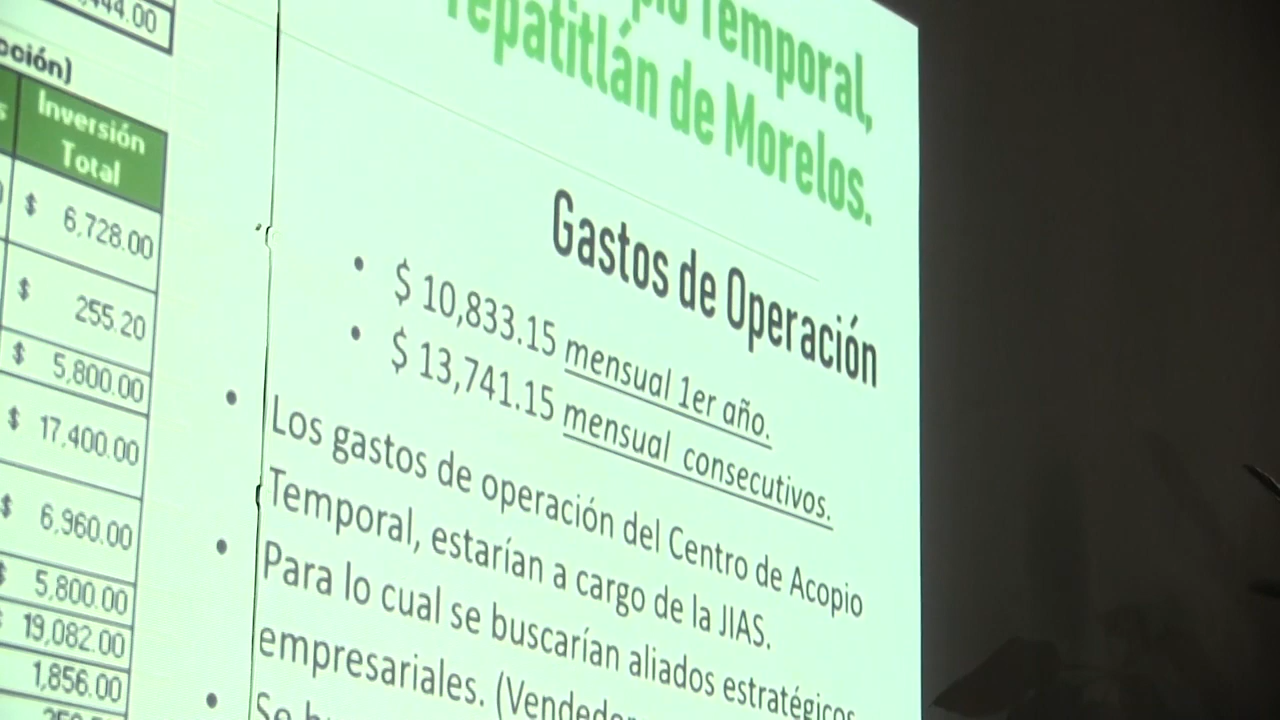 444.00
Inversión
Total
$ 6,728.00
$ 255.20
$ 5,800.00
$ 17,400.00
$ 6,960.00
$ 5,800.00
19,082.00
1,856.00
Temporal,
Tepatitlán de Morelos.
Gastos de Operación
• $ 10,833.15 mensual 1er año.
• $ 13,741.15 mensual consecutivos.
• Los gastos de operación del Centro de Acopio
Temporal, estarían a cargo de la JIAS.
• Para lo cual se buscarían aliados estratégicos
empresariales.